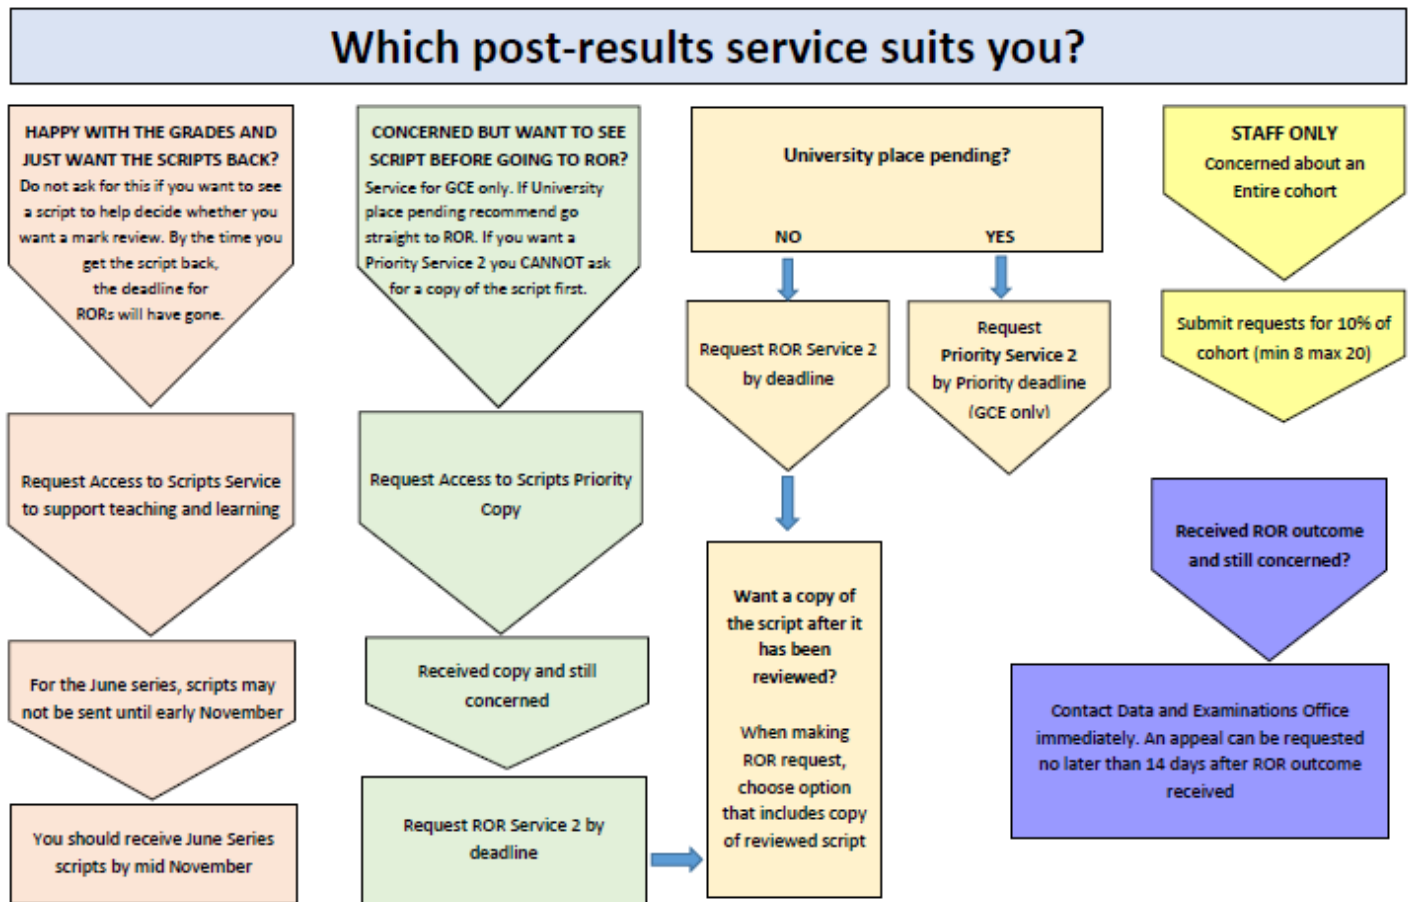 Which post-results service suits you?
HAPPY WITH THE GRADES AND
JUST WANT THE SCRIPTS BACK?
Do not ask for this if you want to see
a script to help decide whether you
want a mark review. By the time you
get the script back,
the deadline for
RORs will have gone.
Request Access to Scripts Service
to support teaching and learning
For the June series, scripts may
not be sent until early November
You should receive June Series
scripts by mid November
CONCERNED BUT WANT TO SEE
SCRIPT BEFORE GOING TO ROR?
Service for GCE only. If University
place pending recommend go
straight to ROR. If you want a
Priority Service 2 you CANNOT ask
for a copy of the script first.
Request Access to Scripts Priority
Copy
Received copy and still
concerned
Request ROR Service 2 by
deadline
University place pending?
NO
YES
Request ROR Service 2
by deadline
Request
Priority Service 2
by Priority deadline
(GCE only)
Want a copy of
the script after it
has been
reviewed?
When making
ROR request,
choose option
that includes copy
of reviewed script
STAFF ONLY
Concerned about an
Entire cohort
Submit requests for 10% of
cohort (min 8 max 20)
Received ROR outcome
and still concerned?
Contact Data and Examinations Office
immediately. An appeal can be requested
no later than 14 days after ROR outcome
received